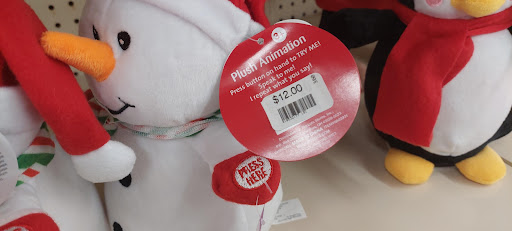 Plush Animation
Press button on hand to TRY ME!
Speak to me!
I repeat what you say!
$12.00
PRESS
HERE